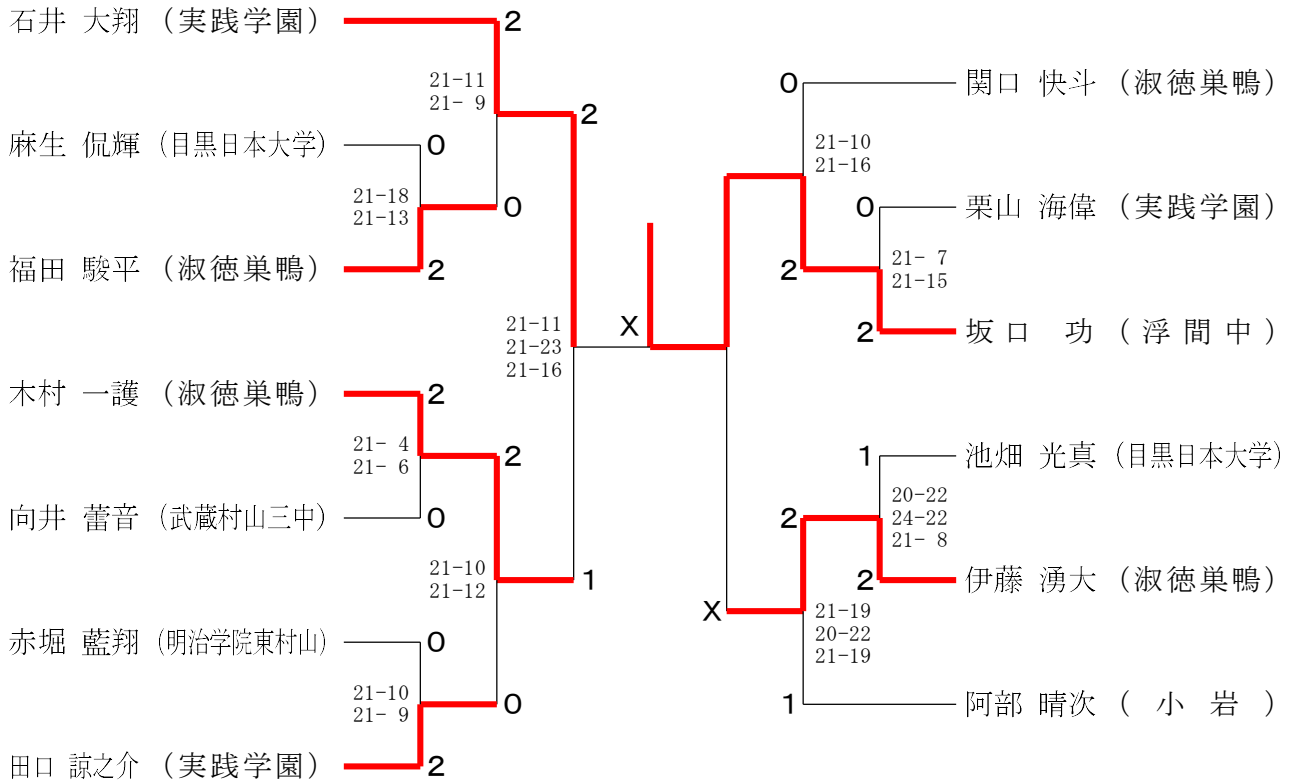 石井 大翔 (実践学園)
2
21-11
21- 9
2
麻生 侃輝 (目黒日本大学)
0
21-18
21-13
0
福田 駿平 (淑徳巣鴨)
2
21-11
21-23
21-16
X
木村 一護 (淑徳巣鴨)
2
21- 4
21- 6
2
向井 蕾音 (武蔵村山三中)
0
21-10
21-12
1
赤堀 藍翔 (明治学院東村山)
0
21-10
21- 9
0
田口 諒之介 (実践学園)
2
0
関口 快斗 (淑徳巣鴨)
21-10
21-16
0
栗山 海偉 (実践学園)
2
21- 7
21-15
2
坂口 功 (浮間中)
1
池畑 光真 (目黒日本大学)
2
20-22
24-22
21- 8
2
伊藤 湧大 (淑徳巣鴨)
X
21-19
20-22
21-19
1
阿部 晴次 (小岩)